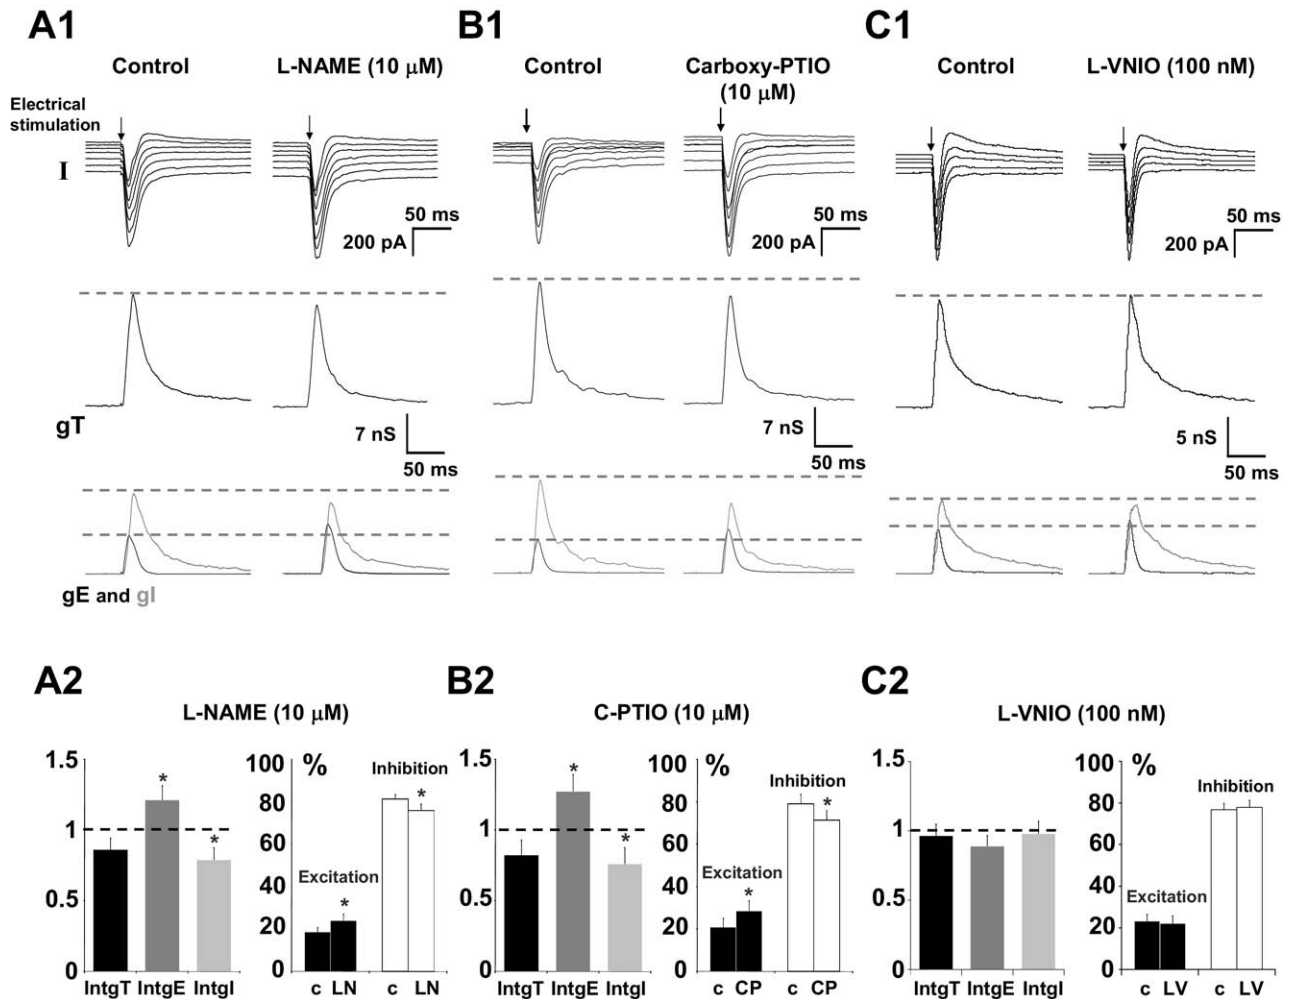 A1
Control
L-NAME (10 μM)
Electrical
stimulation
I
50 ms
200 pA
gT
7 nS
50 ms
gE and gI
B1
Control
Carboxy-PTIO
(10 μM)
50 ms
200 pA
7 nS
50 ms
C1
Control
L-VNIO (100 nM)
50 ms
200 pA
5 nS
50 ms
A2
L-NAME (10 μM)
1.5
1
0.5
0
*
*
IntgT IntgE IntgI
100 %
80
60
40
20
0
Inhibition
*
Excitation
*
c LN c LN
B2
C-PTIO (10 μM)
1.5
1
0.5
0
*
*
IntgT IntgE IntgI
100 %
80
60
40
20
0
Inhibition
*
Excitation
*
c CP c CP
C2
L-VNIO (100 nM)
1.5
1
0.5
0
IntgT IntgE IntgI
100 %
80
60
40
20
0
Inhibition
Excitation
c LV c LV